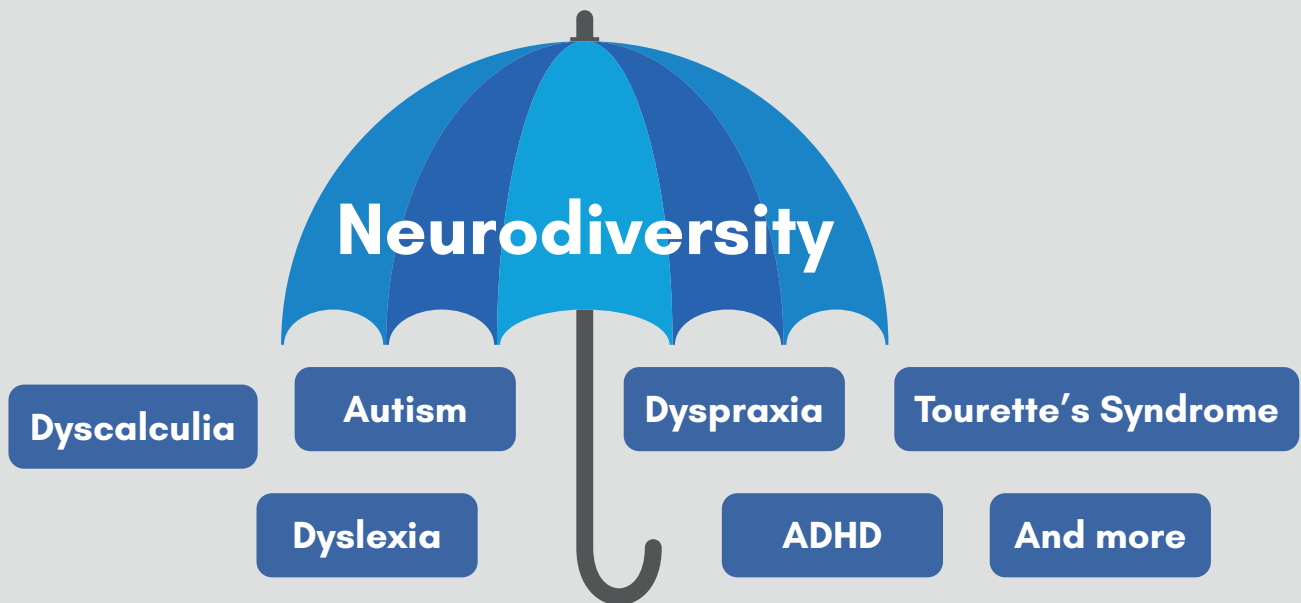 Neurodiversity
Dyscalculia
Autism
Dyspraxia
Tourette’s Syndrome
Dyslexia
ADHD
And more